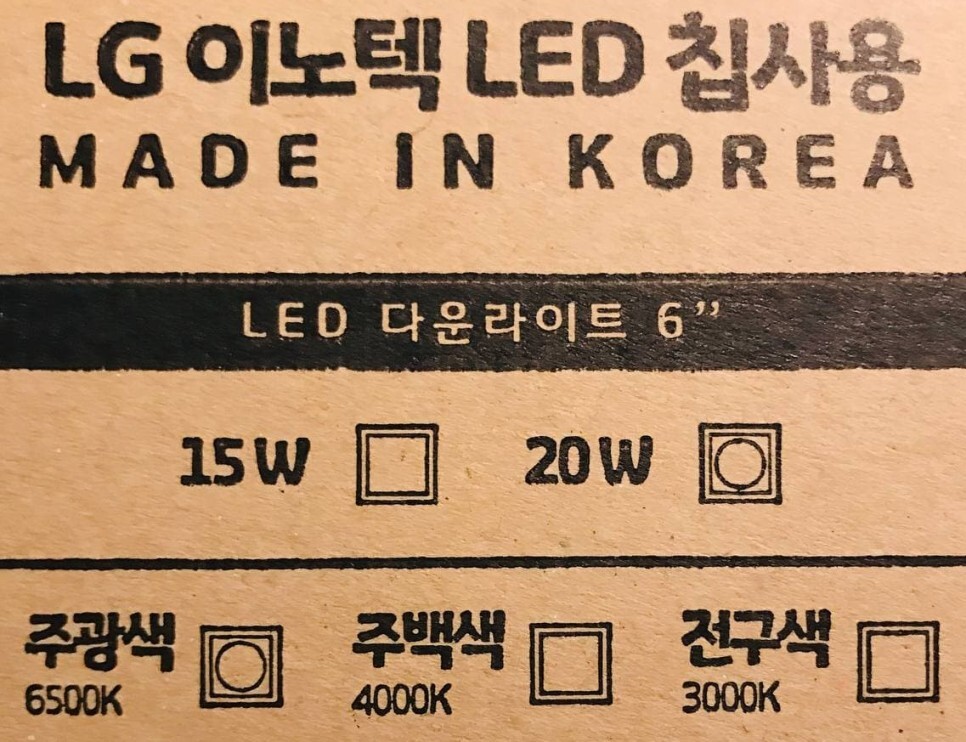 LG 이노텍 LED 칩사용
MADE IN KOREA
LED 다운라이트 6”
15W 20W
주광색 주백색 전구색
6500K 4000K 3000K